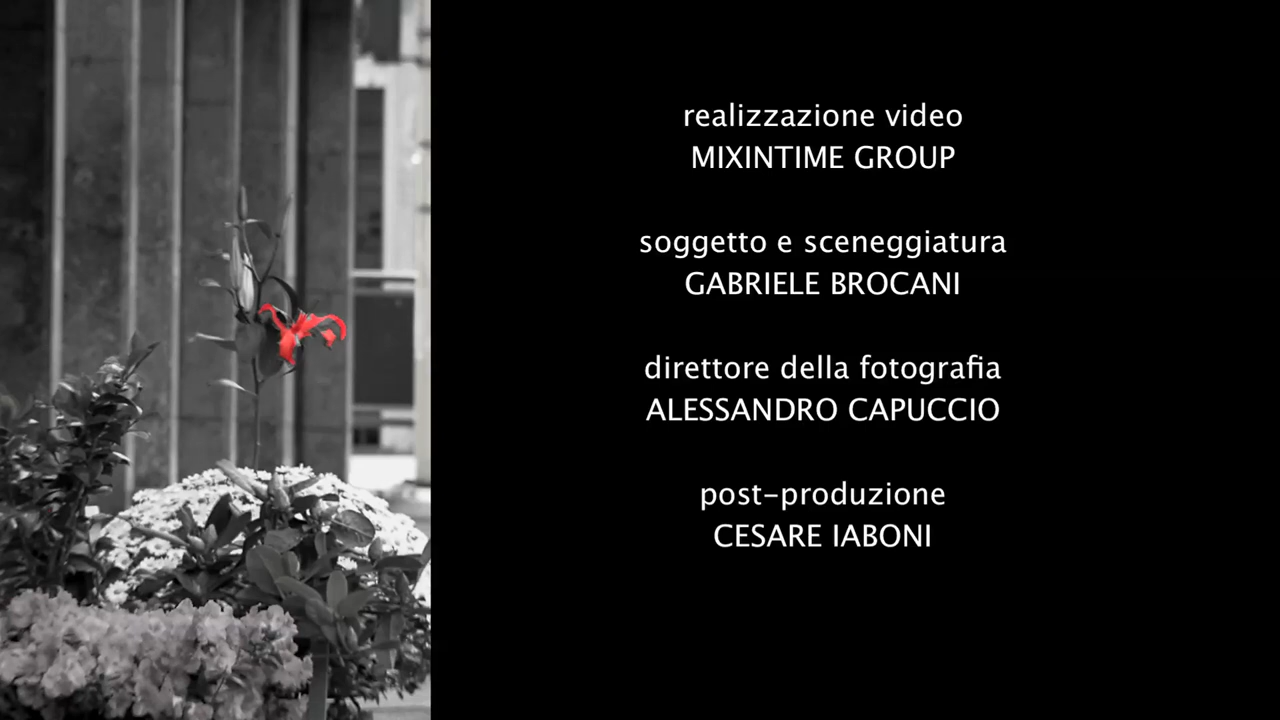 realizzazione video
MIXINTIME GROUP
soggetto e sceneggiatura
GABRIELE BROCANI
direttore della fotografia
ALESSANDRO CAPUCCIO
post-produzione
CESARE IABONI